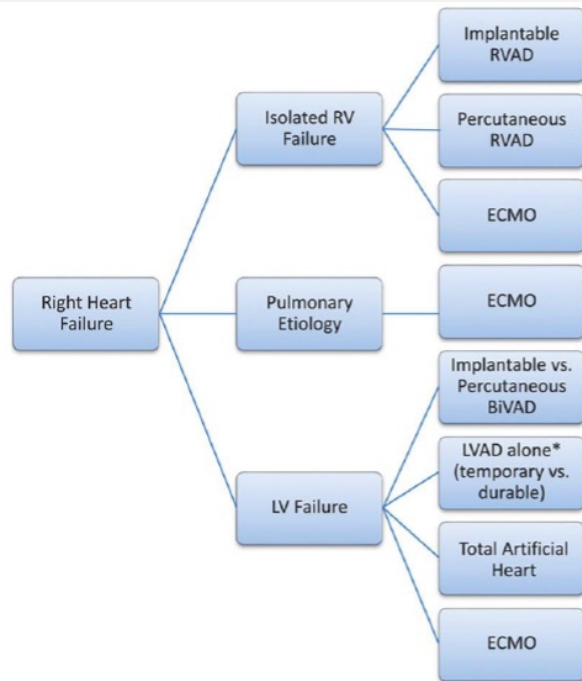 Implantable
RVAD
Isolated RV
Failure
Percutaneous
RVAD
ECMO
Right Heart
Failure
Pulmonary
Etiology
ECMO
Implantable vs.
Percutaneous
BiVAD
LV Failure
LVAD alone*
(temporary vs.
durable)
Total Artificial
Heart
ECMO